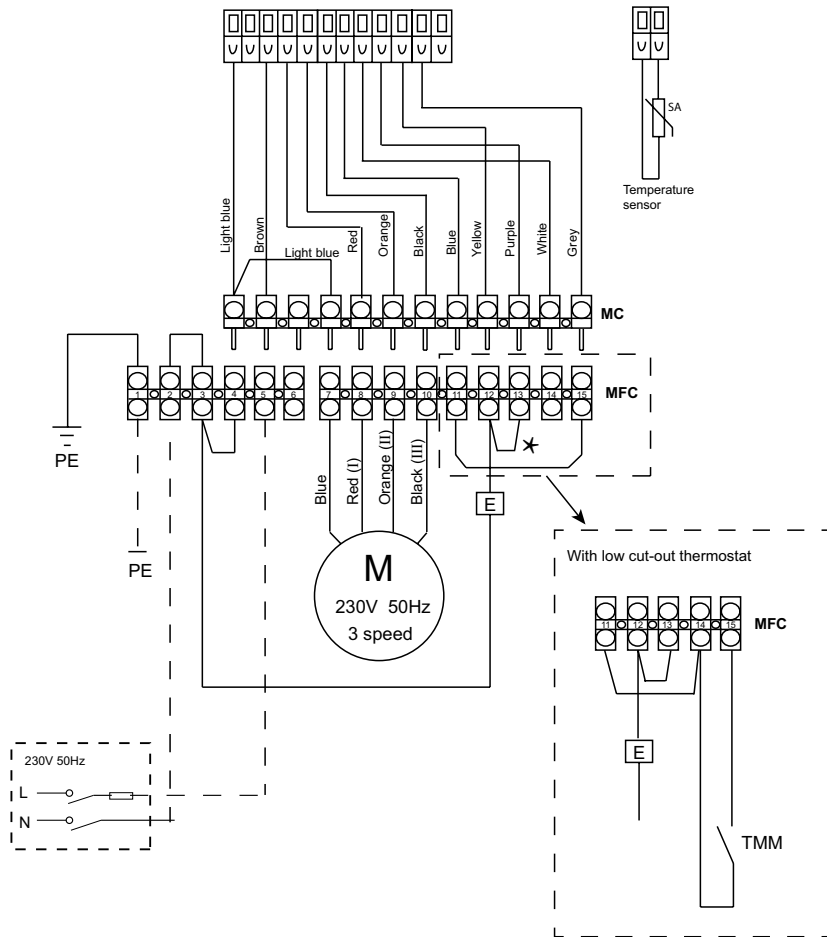 SA
Temperature
sensor
Light blue
Brown
Light blue
Red
Orange
Black
Blue
Yellow
Purple
White
Grey
MC
1 2 3 4 5 6 7 8 9 10 11 12 13 14 15
MFC
PE
PE
Blue
Red (I)
Orange (II)
Black (III)
E
M
230V 50Hz
3 speed
With low cut-out thermostat
11 12 13 14 15
MFC
E
TMM
230V 50Hz
L
N